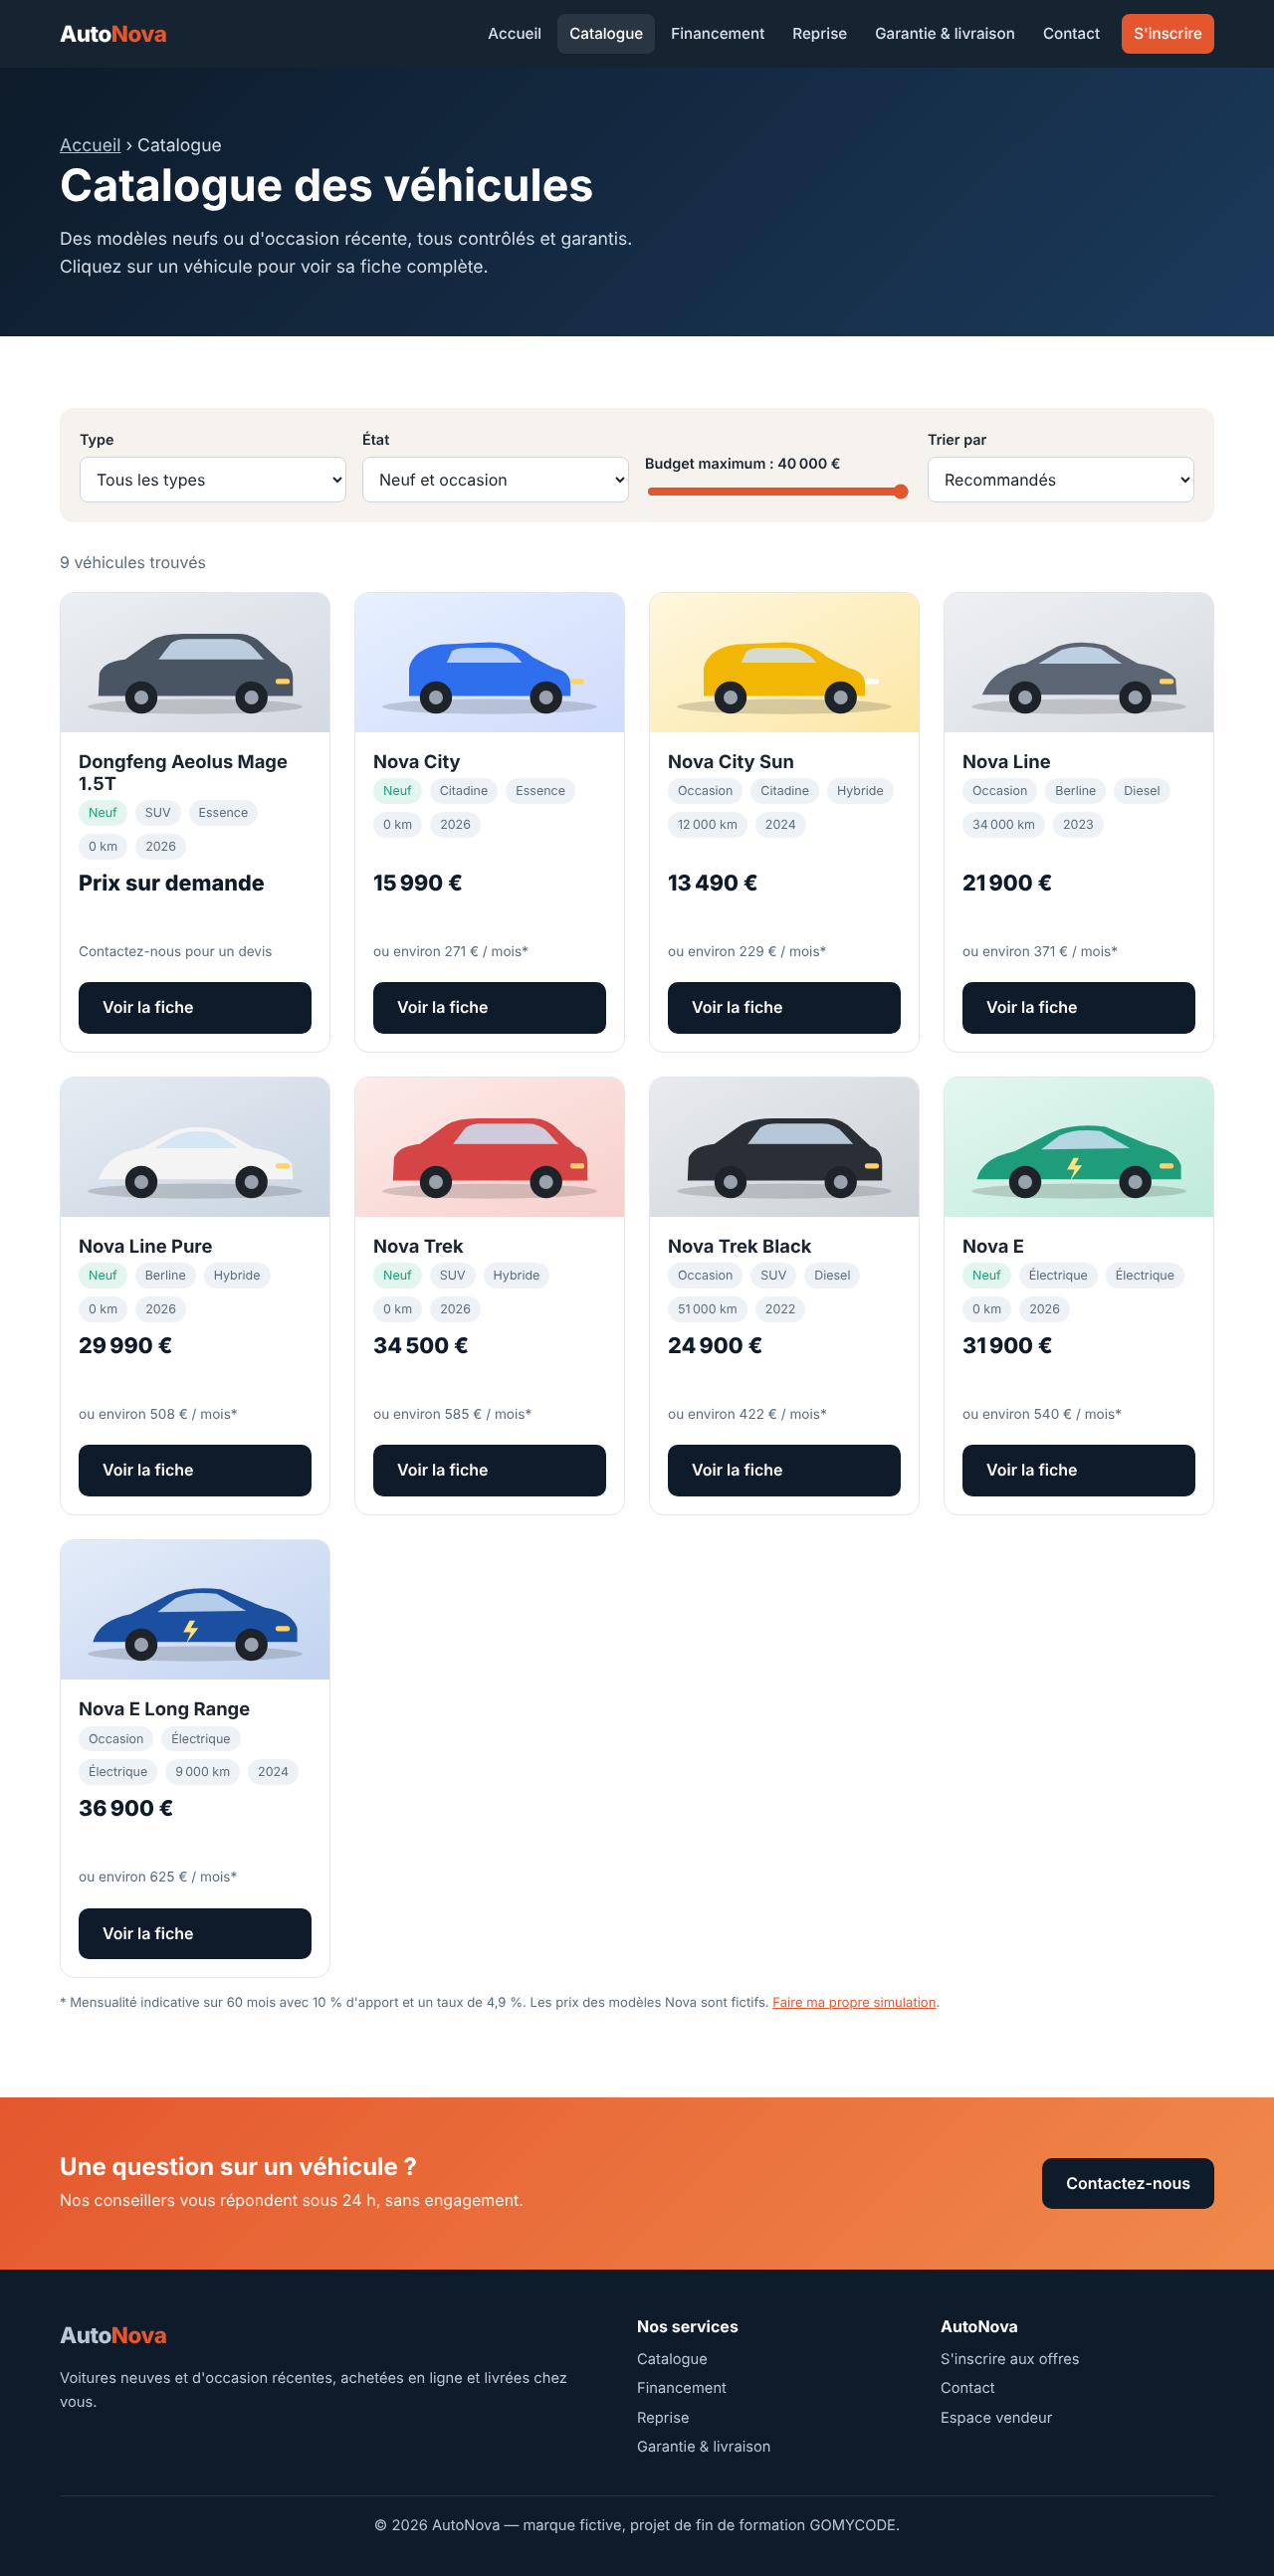 AutoNova
Accueil
Catalogue
Financement
Reprise
Garantie & livraison
Contact
S'inscrire
Accueil › Catalogue
Catalogue des véhicules
Des modèles neufs ou d'occasion récente, tous contrôlés et garantis.
Cliquez sur un véhicule pour voir sa fiche complète.
Type
Tous les types
État
Neuf et occasion
Budget maximum : 40 000 €
Trier par
Recommandés
9 véhicules trouvés
Dongfeng Aeolus Mage
1.5T
Neuf SUV Essence
0 km 2026
Prix sur demande
Contactez-nous pour un devis
Voir la fiche
Nova City
Neuf Citadine Essence
0 km 2026
15 990 €
ou environ 271 € / mois*
Voir la fiche
Nova City Sun
Occasion Citadine Hybride
12 000 km 2024
13 490 €
ou environ 229 € / mois*
Voir la fiche
Nova Line
Occasion Berline Diesel
34 000 km 2023
21 900 €
ou environ 371 € / mois*
Voir la fiche
Nova Line Pure
Neuf Berline Hybride
0 km 2026
29 990 €
ou environ 508 € / mois*
Voir la fiche
Nova Trek
Neuf SUV Hybride
0 km 2026
34 500 €
ou environ 585 € / mois*
Voir la fiche
Nova Trek Black
Occasion SUV Diesel
51 000 km 2022
24 900 €
ou environ 422 € / mois*
Voir la fiche
Nova E
Neuf Électrique Électrique
0 km 2026
31 900 €
ou environ 540 € / mois*
Voir la fiche
Nova E Long Range
Occasion Électrique
Électrique 9 000 km 2024
36 900 €
ou environ 625 € / mois*
Voir la fiche
* Mensualité indicative sur 60 mois avec 10 % d'apport et un taux de 4,9 %. Les prix des modèles Nova sont fictifs. Faire ma propre simulation.
Une question sur un véhicule ?
Nos conseillers vous répondent sous 24 h, sans engagement.
Contactez-nous
AutoNova
Voitures neuves et d'occasion récentes, achetées en ligne et livrées chez
vous.
Nos services
Catalogue
Financement
Reprise
Garantie & livraison
AutoNova
S'inscrire aux offres
Contact
Espace vendeur
© 2026 AutoNova — marque fictive, projet de fin de formation GOMYCODE.